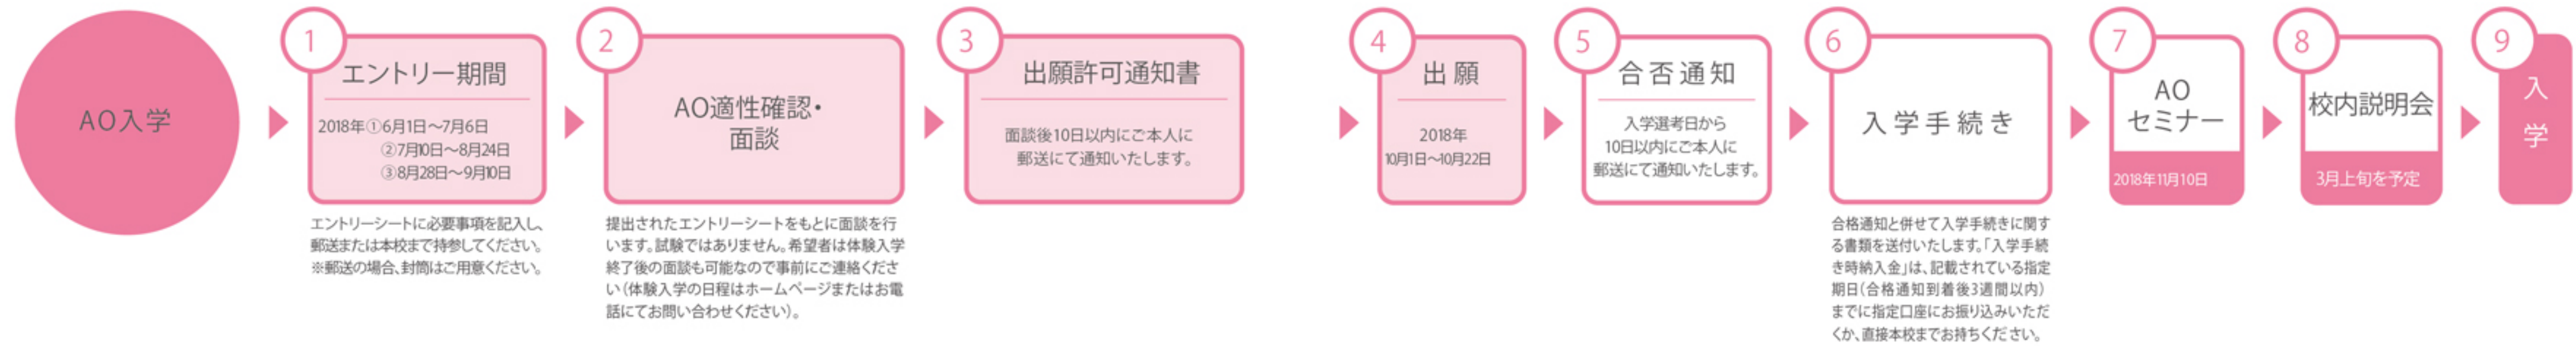 AO入学
1
エントリー期間
2018年①6月1日～7月6日
②7月10日～8月24日
③8月28日～9月10日
エントリーシートに必要事項を記入し、
郵送または本校まで持参してください。
※郵送の場合、封筒はご用意ください。
2
AO適性確認・
面談
提出されたエントリーシートをもとに面談を行
います。試験ではありません。希望者は体験入学
終了後の面談も可能なので事前にご連絡くださ
い（体験入学の日程はホームページまたはお電
話にてお問い合わせください）。
3
出願許可通知書
面談後10日以内にご本人に
郵送にて通知いたします。
4
出願
2018年
10月1日～10月22日
5
合否通知
入学選考日から
10日以内にご本人に
郵送にて通知いたします。
6
入学手続き
合格通知と併せて入学手続きに関す
る書類を送付いたします。「入学手続
き時納入金」は、記載されている指定
期日（合格通知到着後3週間以内）
までに指定口座にお振り込みいただ
くか、直接本校までお持ちください。
7
AO
セミナー
2018年11月10日
8
校内説明会
3月上旬を予定
9
入
学